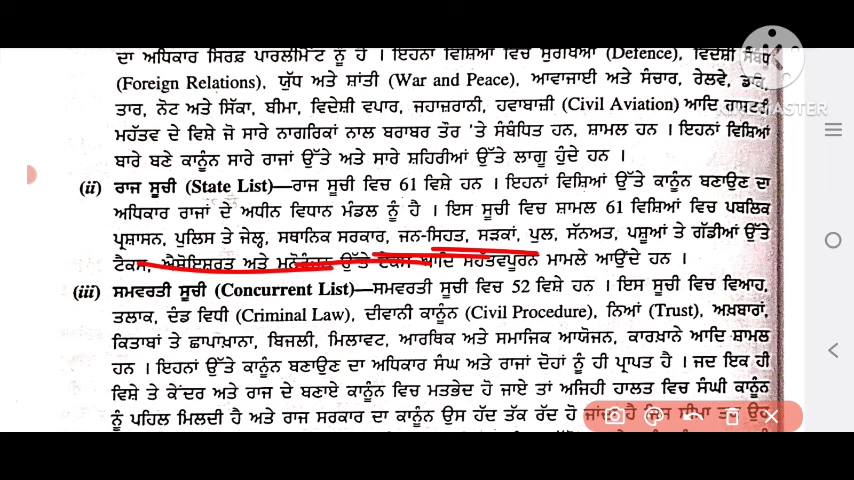 ਦਾ ਅਧਿਕਾਰ ਸਿਰਫ਼ ਪਾਰਲੀਮੈਂਟ ਨੂੰ ਹੈ । ਇਹਨਾਂ ਵਿਸ਼ਿਆਂ ਵਿਚ ਸੁਰੱਖਿਆ (Defence), ਵਿਦੇਸ਼ੀ ਸੰਬੰਧ
(Foreign Relations), ਯੁੱਧ ਅਤੇ ਸ਼ਾਂਤੀ (War and Peace), ਆਵਾਜਾਈ ਅਤੇ ਸੰਚਾਰ, ਰੇਲਵੇ, ਡਾਕ,
ਤਾਰ, ਨੋਟ ਅਤੇ ਸਿੱਕਾ, ਬੀਮਾ, ਵਿਦੇਸ਼ੀ ਵਪਾਰ, ਜਹਾਜ਼ਰਾਨੀ, ਹਵਾਬਾਜ਼ੀ (Civil Aviation) ਆਦਿ ਰਾਸ਼ਟਰੀ
ਮਹੱਤਵ ਦੇ ਵਿਸ਼ੇ ਜੋ ਸਾਰੇ ਨਾਗਰਿਕਾਂ ਨਾਲ ਬਰਾਬਰ ਤੌਰ 'ਤੇ ਸੰਬੰਧਿਤ ਹਨ, ਸ਼ਾਮਲ ਹਨ । ਇਹਨਾਂ ਵਿਸ਼ਿਆਂ
ਬਾਰੇ ਬਣੇ ਕਾਨੂੰਨ ਸਾਰੇ ਰਾਜਾਂ ਉੱਤੇ ਅਤੇ ਸਾਰੇ ਸ਼ਹਿਰੀਆਂ ਉੱਤੇ ਲਾਗੂ ਹੁੰਦੇ ਹਨ ।
(ii) ਰਾਜ ਸੂਚੀ (State List)—ਰਾਜ ਸੂਚੀ ਵਿਚ 61 ਵਿਸ਼ੇ ਹਨ । ਇਹਨਾਂ ਵਿਸ਼ਿਆਂ ਉੱਤੇ ਕਾਨੂੰਨ ਬਣਾਉਣ ਦਾ
ਅਧਿਕਾਰ ਰਾਜਾਂ ਦੇ ਅਧੀਨ ਵਿਧਾਨ ਮੰਡਲ ਨੂੰ ਹੈ । ਇਸ ਸੂਚੀ ਵਿਚ ਸ਼ਾਮਲ 61 ਵਿਸ਼ਿਆਂ ਵਿਚ ਪਬਲਿਕ
ਪ੍ਰਸ਼ਾਸਨ, ਪੁਲਿਸ ਤੇ ਜੇਲ੍ਹ, ਸਥਾਨਿਕ ਸਰਕਾਰ, ਜਨ-ਸਿਹਤ, ਸੜਕਾਂ, ਪੁਲ, ਸੱਨਅਤ, ਪਸ਼ੂਆਂ ਤੇ ਗੱਡੀਆਂ ਉੱਤੇ
ਟੈਕਸ, ਐਸ਼ੋਇਸ਼ਰਤ ਅਤੇ ਮਨੋਰੰਜਨ ਉੱਤੇ ਟੈਕਸ ਆਦਿ ਮਹੱਤਵਪੂਰਨ ਮਾਮਲੇ ਆਉਂਦੇ ਹਨ ।
(iii) ਸਮਵਰਤੀ ਸੂਚੀ (Concurrent List)—ਸਮਵਰਤੀ ਸੂਚੀ ਵਿਚ 52 ਵਿਸ਼ੇ ਹਨ । ਇਸ ਸੂਚੀ ਵਿਚ ਵਿਆਹ,
ਤਲਾਕ, ਦੰਡ ਵਿਧੀ (Criminal Law), ਦੀਵਾਨੀ ਕਾਨੂੰਨ (Civil Procedure), ਨਿਆਂ (Trust), ਅਖ਼ਬਾਰਾਂ,
ਕਿਤਾਬਾਂ ਤੇ ਛਾਪਾਖ਼ਾਨਾ, ਬਿਜਲੀ, ਮਿਲਾਵਟ, ਆਰਥਿਕ ਅਤੇ ਸਮਾਜਿਕ ਆਯੋਜਨ, ਕਾਰਖ਼ਾਨੇ ਆਦਿ ਸ਼ਾਮਲ
ਹਨ । ਇਹਨਾਂ ਉੱਤੇ ਕਾਨੂੰਨ ਬਣਾਉਣ ਦਾ ਅਧਿਕਾਰ ਸੰਘ ਅਤੇ ਰਾਜਾਂ ਦੋਹਾਂ ਨੂੰ ਹੀ ਪ੍ਰਾਪਤ ਹੈ । ਜਦ ਇਕ ਹੀ
ਵਿਸ਼ੇ ਤੇ ਕੇਂਦਰ ਅਤੇ ਰਾਜ ਦੇ ਬਣਾਏ ਕਾਨੂੰਨ ਵਿਚ ਮਤਭੇਦ ਹੋ ਜਾਏ ਤਾਂ ਅਜਿਹੀ ਹਾਲਤ ਵਿਚ ਸੰਘੀ ਕਾਨੂੰਨ
ਨੂੰ ਪਹਿਲ ਮਿਲਦੀ ਹੈ ਅਤੇ ਰਾਜ ਸਰਕਾਰ ਦਾ ਕਾਨੂੰਨ ਉਸ ਹੱਦ ਤੱਕ ਰੱਦ ਹੋ ਜਾਂਦਾ ਹੈ ਜਿਸ ਸੀਮਾ ਤਕ ਉਹ